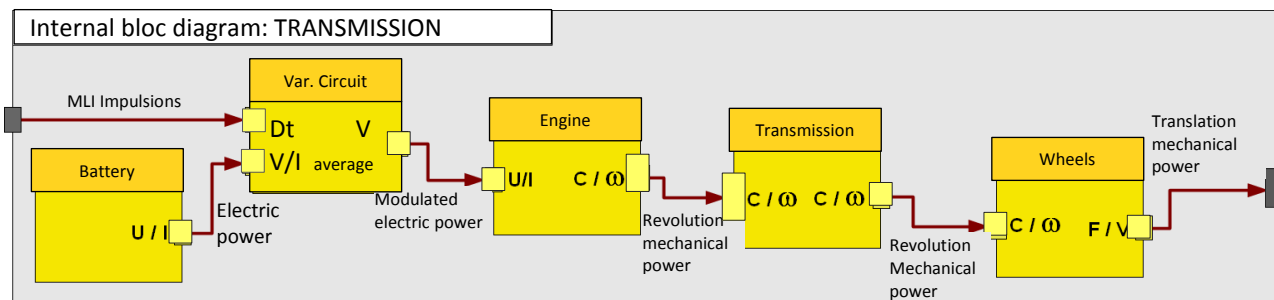 Internal bloc diagram: TRANSMISSION
MLI Impulsions
Var. Circuit
Dt V
V/I average
Battery
U / I
Electric
power
Modulated
electric power
Engine
U/I C / ω
Revolution
mechanical
power
Transmission
C / ω C / ω
Revolution
Mechanical
power
Wheels
C / ω F / V
Translation
mechanical
power